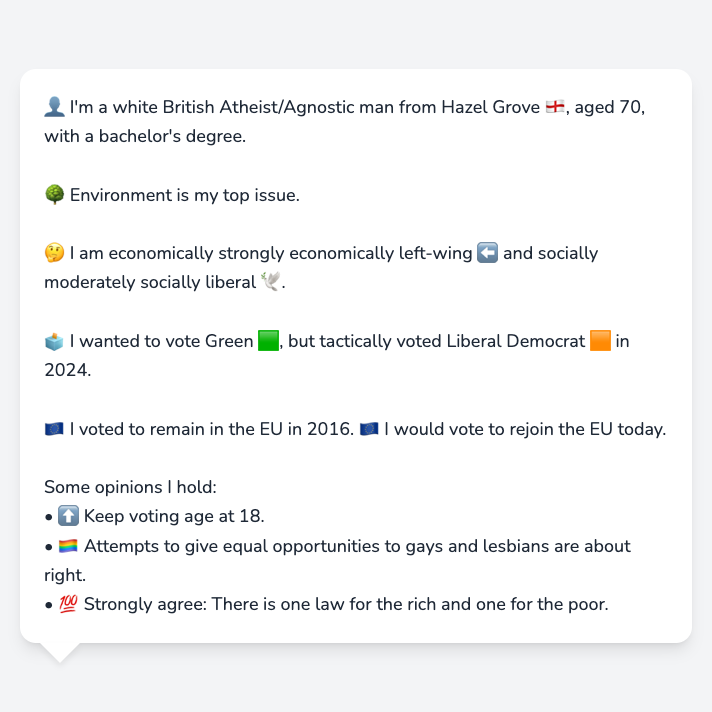 👤 I'm a white British Atheist/Agnostic man from Hazel Grove 🏴󠁧󠁢󠁥󠁮󠁧󠁿, aged 70,
with a bachelor's degree.
🌳 Environment is my top issue.
🤔 I am economically strongly economically left-wing ⬅️ and socially
moderately socially liberal 🕊️.
🗳️ I wanted to vote Green 🟩, but tactically voted Liberal Democrat 🟧 in
2024.
🇪🇺 I voted to remain in the EU in 2016. 🇪🇺 I would vote to rejoin the EU today.
Some opinions I hold:
• ⬆️ Keep voting age at 18.
• 🏳️‍🌈 Attempts to give equal opportunities to gays and lesbians are about
right.
• 💯 Strongly agree: There is one law for the rich and one for the poor.